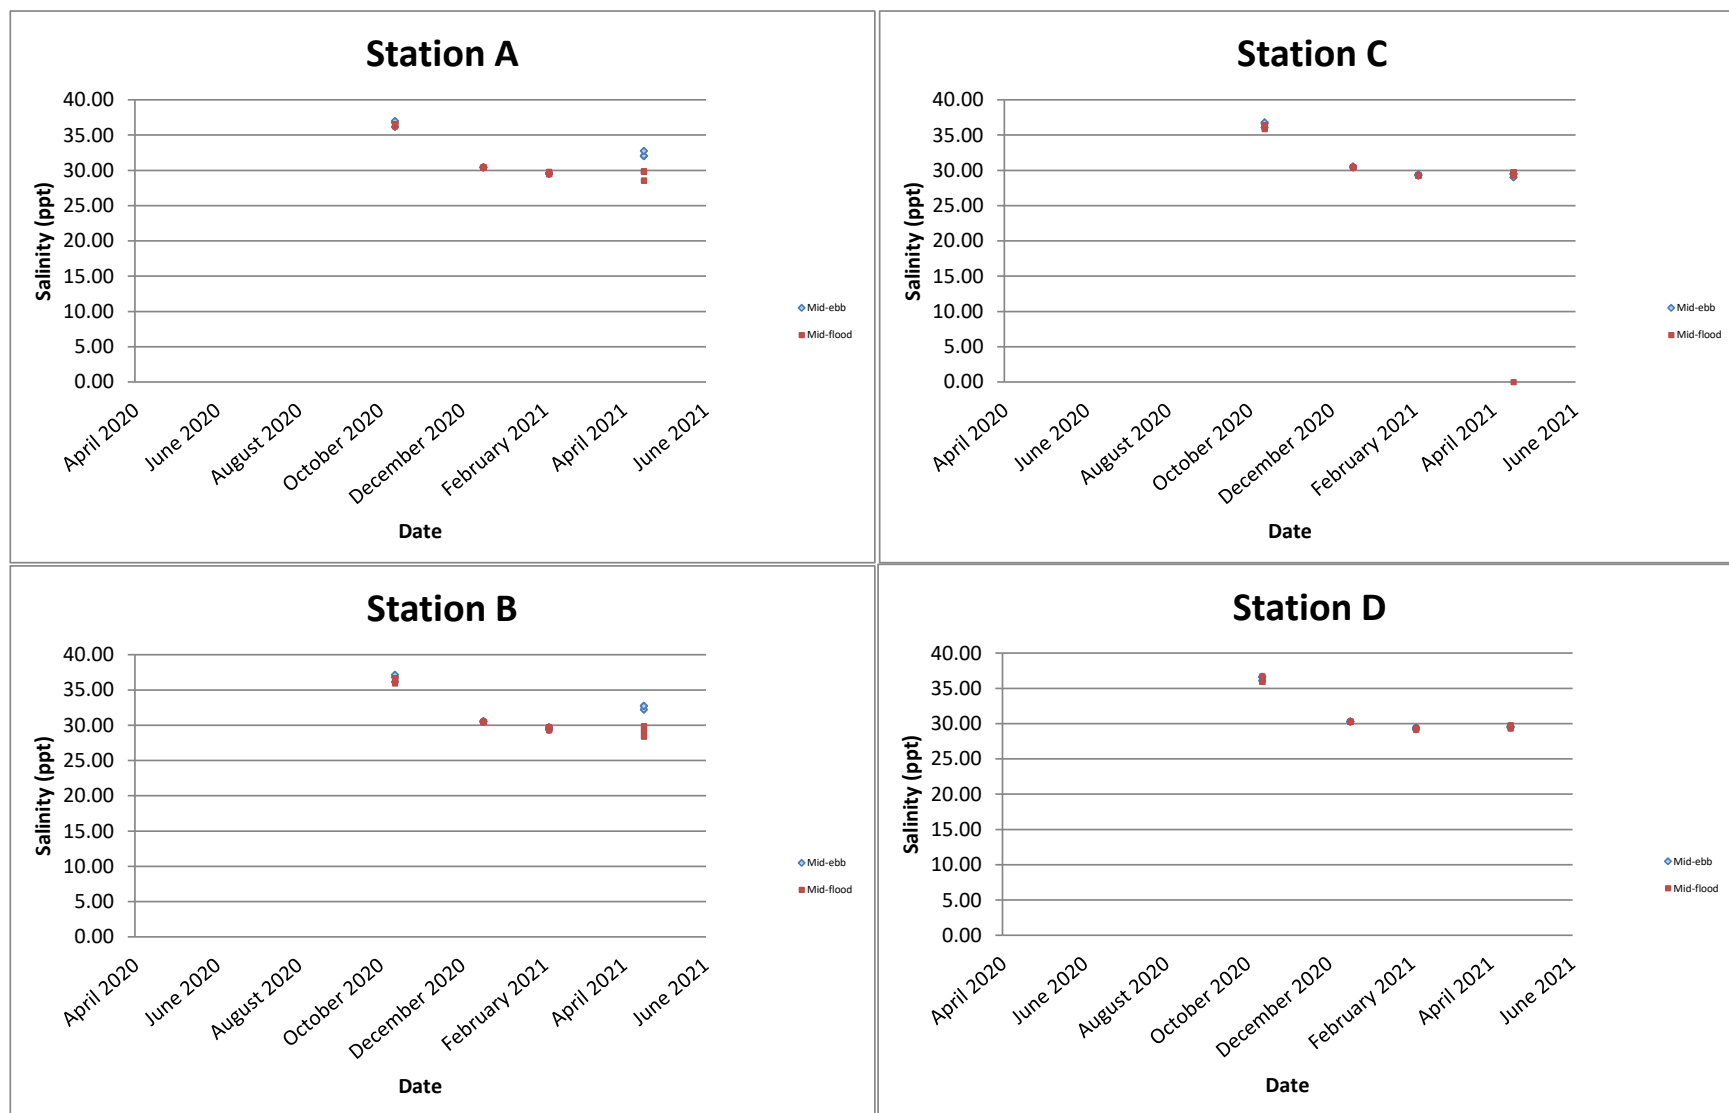 Station A
Salinity (ppt)
40.00
35.00
30.00
25.00
20.00
15.00
10.00
5.00
0.00
April 2020
June 2020
August 2020
October 2020
December 2020
February 2021
April 2021
June 2021
Date
Mid-ebb
Mid-flood
Station C
Salinity (ppt)
40.00
35.00
30.00
25.00
20.00
15.00
10.00
5.00
0.00
April 2020
June 2020
August 2020
October 2020
December 2020
February 2021
April 2021
June 2021
Date
Mid-ebb
Mid-flood
Station B
Salinity (ppt)
40.00
35.00
30.00
25.00
20.00
15.00
10.00
5.00
0.00
April 2020
June 2020
August 2020
October 2020
December 2020
February 2021
April 2021
June 2021
Date
Mid-ebb
Mid-flood
Station D
Salinity (ppt)
40.00
35.00
30.00
25.00
20.00
15.00
10.00
5.00
0.00
April 2020
June 2020
August 2020
October 2020
December 2020
February 2021
April 2021
June 2021
Date
Mid-ebb
Mid-flood